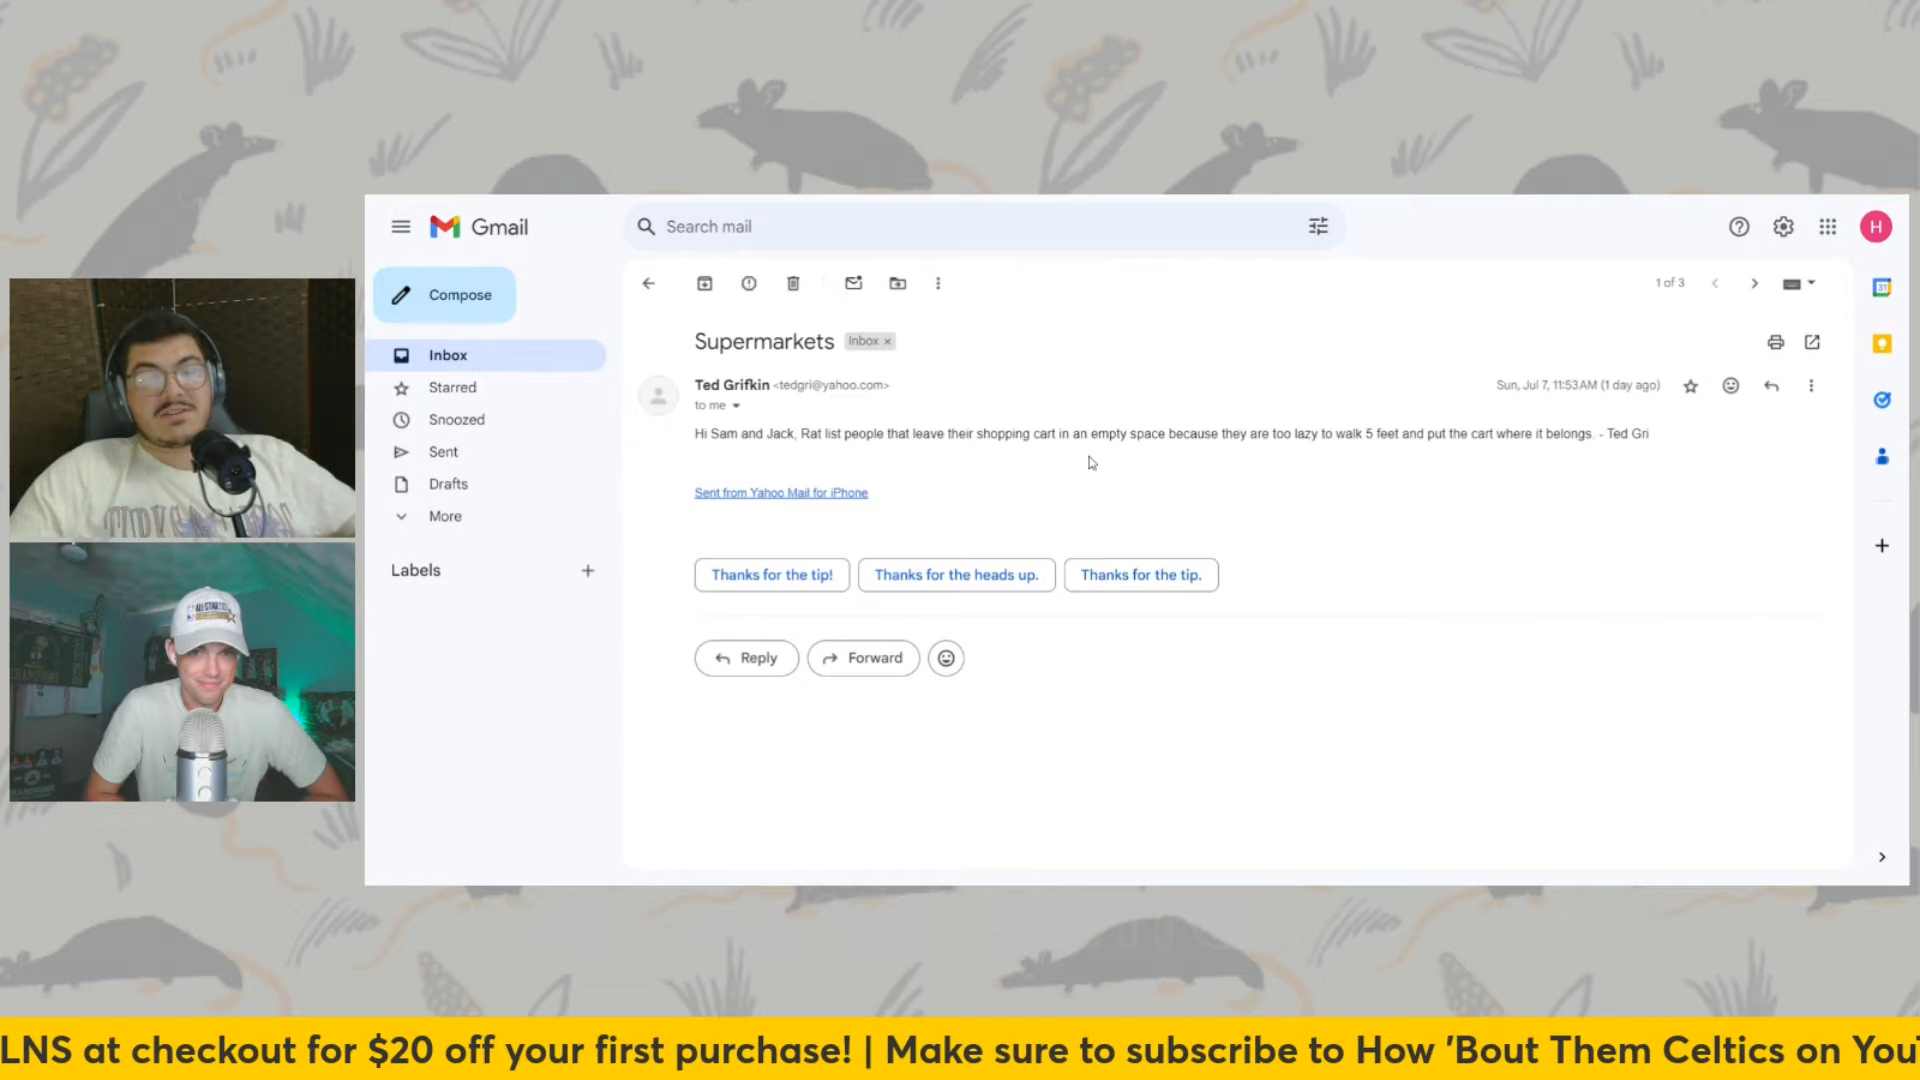 Gmail
Search mail
H
Compose
1 of 3
31
Inbox
Supermarkets
Inbox ×
Starred
Ted Grifkin <tedgri@yahoo.com>
Sun, Jul 7, 11:53 AM (1 day ago)
to me
Snoozed
Hi Sam and Jack, Rat list people that leave their shopping cart in an empty space because they are too lazy to walk 5 feet and put the cart where it belongs. - Ted Gri
Sent
Drafts
Sent from Yahoo Mail for iPhone
More
Labels
Thanks for the tip!
Thanks for the heads up.
Thanks for the tip.
Reply
Forward
LNS at checkout for $20 off your first purchase! | Make sure to subscribe to How 'Bout Them Celtics on You